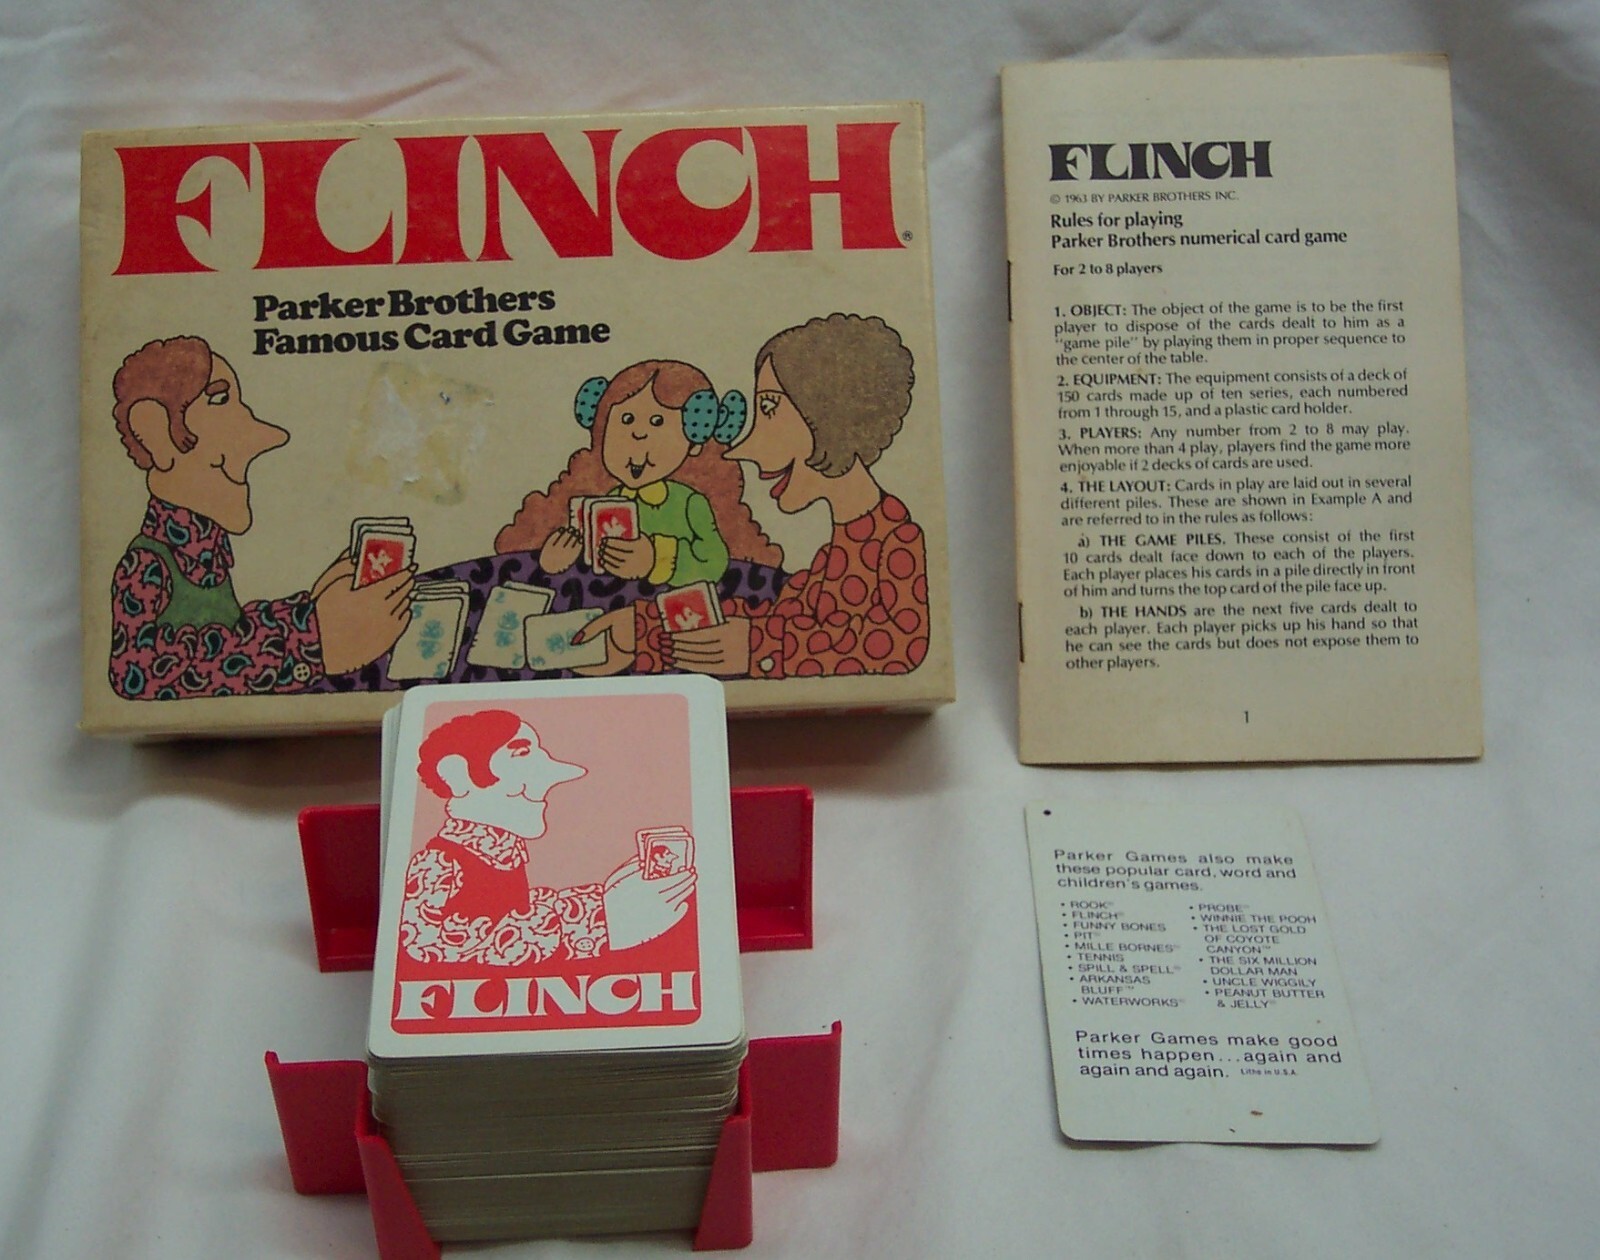 FLINCH®
Parker Brothers
Famous Card Game
FLINCH
© 1963 BY PARKER BROTHERS INC.
Rules for playing
Parker Brothers numerical card game
For 2 to 8 players
1. OBJECT: The object of the game is to be the first
player to dispose of the cards dealt to him as a
"game pile" by playing them in proper sequence to
the center of the table.
2. EQUIPMENT: The equipment consists of a deck of
150 cards made up of ten series, each numbered
from 1 through 15, and a plastic card holder.
3. PLAYERS: Any number from 2 to 8 may play.
When more than 4 play, players find the game more
enjoyable if 2 decks of cards are used.
4. THE LAYOUT: Cards in play are laid out in several
different piles. These are shown in Example A and
are referred to in the rules as follows:
a) THE GAME PILES. These consist of the first
10 cards dealt face down to each of the players.
Each player places his cards in a pile directly in front
of him and turns the top card of the pile face up.
b) THE HANDS are the next five cards dealt to
each player. Each player picks up his hand so that
he can see the cards but does not expose them to
other players.
1
FLINCH
Parker Games also make
these popular card, word and
children's games.
• ROOK
• FLINCH
• FUNNY BONES
• PIT
• MILLE BORNES
• TENNIS
• SPILL & SPELL
• ARKANSAS
BLUFF™
• WATERWORKS
• PROBE
• WINNIE THE POOH
• THE LOST GOLD
OF COYOTE
CANYON™
• THE SIX MILLION
DOLLAR MAN
• UNCLE WIGGILY
• PEANUT BUTTER
& JELLY
Parker Games make good
times happen...again and
again and again. Litho in U.S.A.